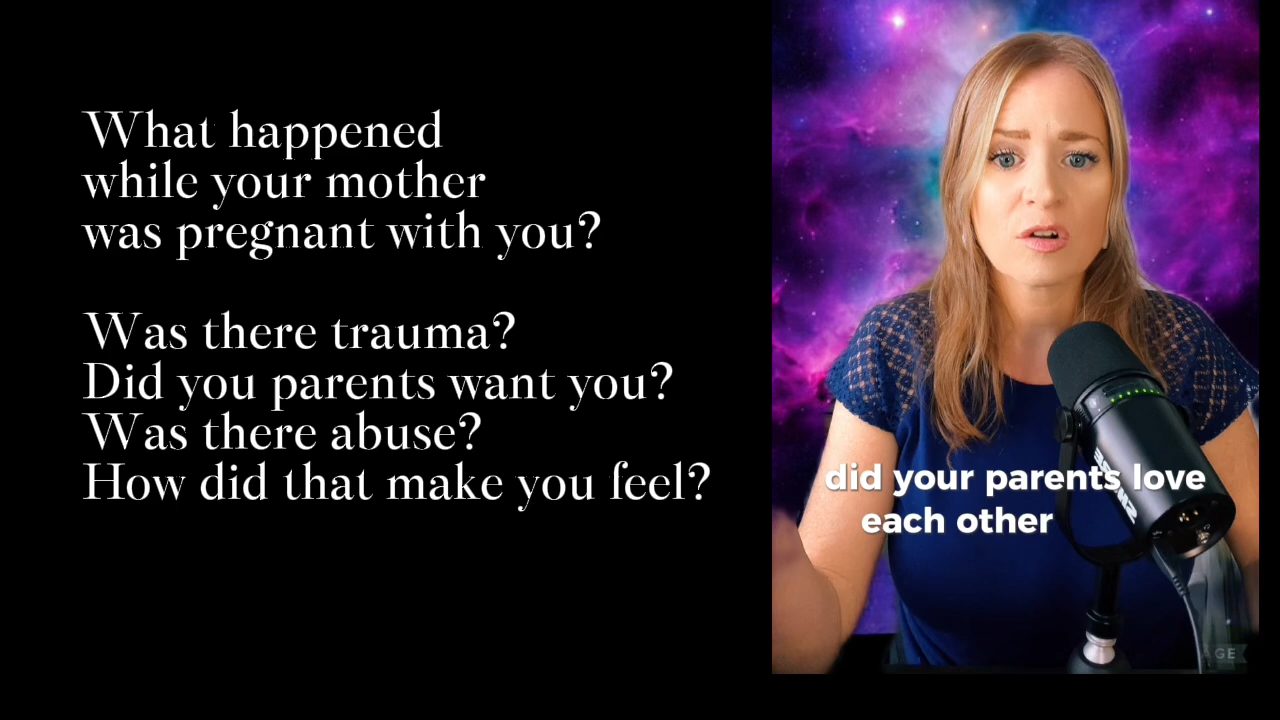 What happened
while your mother
was pregnant with you?
Was there trauma?
Did you parents want you?
Was there abuse?
How did that make you feel?
did your parents love
each other
AGE